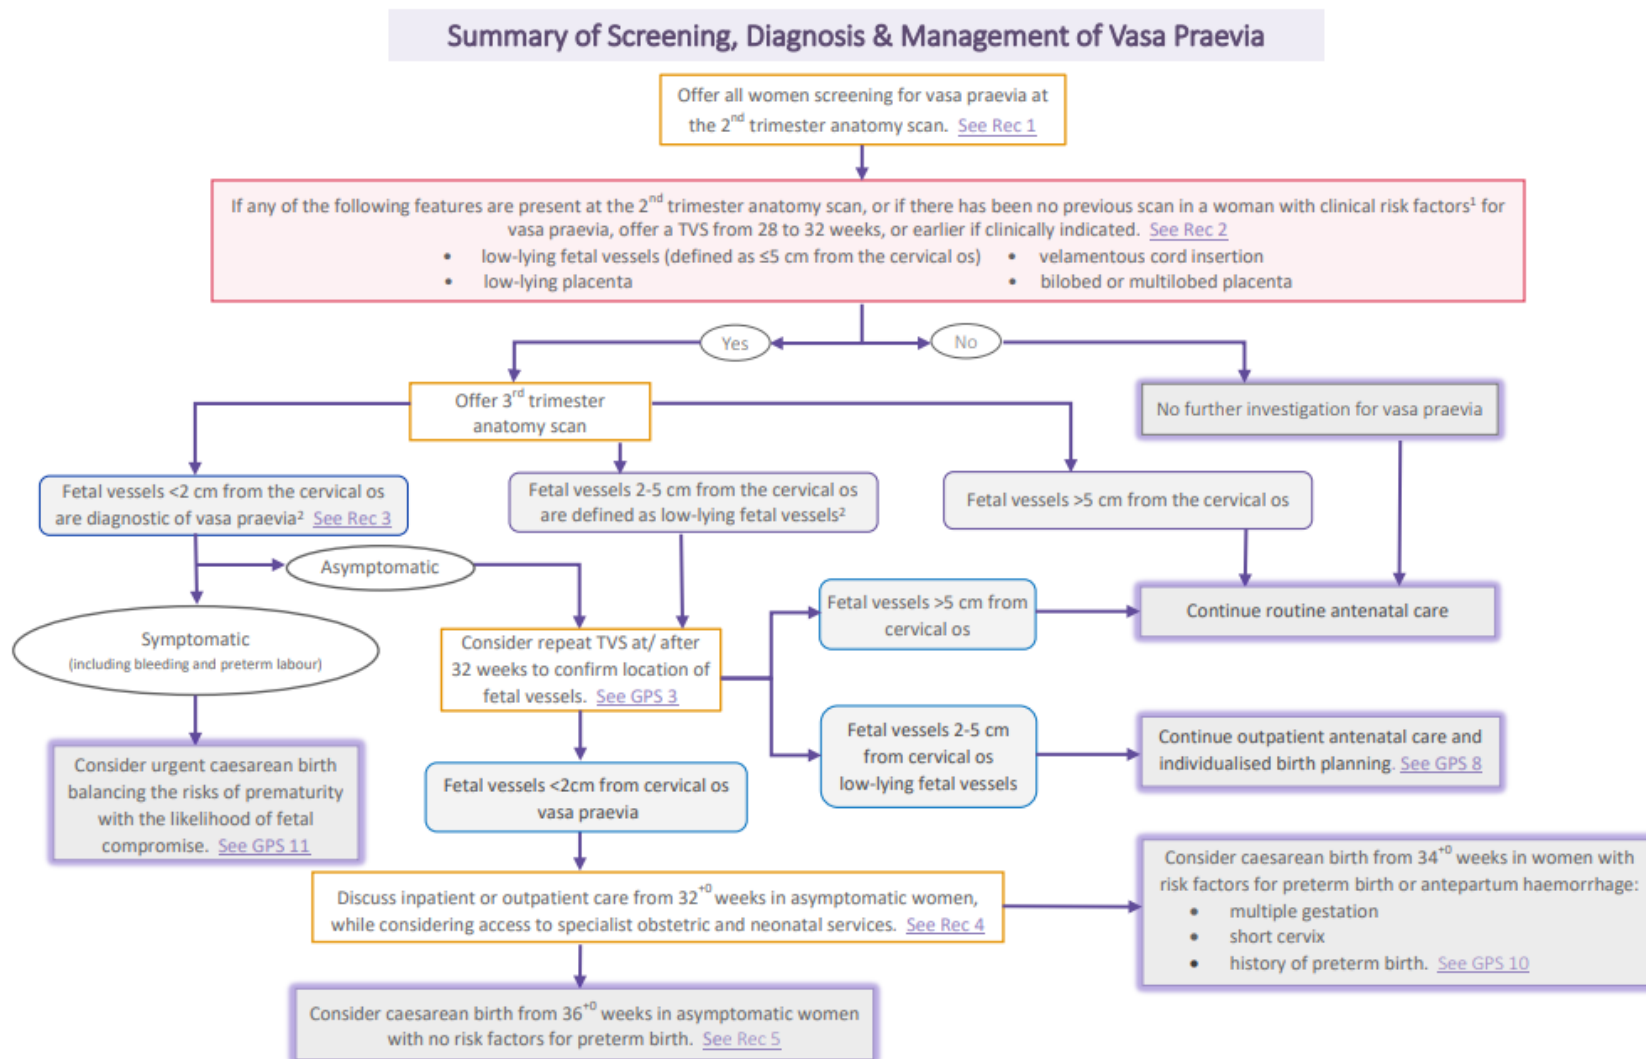 Summary of Screening, Diagnosis & Management of Vasa Praevia
Offer all women screening for vasa praevia at
the 2nd trimester anatomy scan. See Rec 1
If any of the following features are present at the 2nd trimester anatomy scan, or if there has been no previous scan in a woman with clinical risk factors¹ for
vasa praevia, offer a TVS from 28 to 32 weeks, or earlier if clinically indicated. See Rec 2
• low-lying fetal vessels (defined as ≤5 cm from the cervical os)
• low-lying placenta
• velamentous cord insertion
• bilobed or multilobed placenta
Yes
No
Offer 3rd trimester
anatomy scan
No further investigation for vasa praevia
Fetal vessels <2 cm from the cervical os
are diagnostic of vasa praevia² See Rec 3
Fetal vessels 2-5 cm from the cervical os
are defined as low-lying fetal vessels²
Fetal vessels >5 cm from the cervical os
Asymptomatic
Symptomatic
(including bleeding and preterm labour)
Consider repeat TVS at/ after
32 weeks to confirm location of
fetal vessels. See GPS 3
Fetal vessels >5 cm from
cervical os
Continue routine antenatal care
Fetal vessels 2-5 cm
from cervical os
low-lying fetal vessels
Continue outpatient antenatal care and
individualised birth planning. See GPS 8
Consider urgent caesarean birth
balancing the risks of prematurity
with the likelihood of fetal
compromise. See GPS 11
Fetal vessels <2cm from cervical os
vasa praevia
Discuss inpatient or outpatient care from 32+0 weeks in asymptomatic women,
while considering access to specialist obstetric and neonatal services. See Rec 4
Consider caesarean birth from 34+0 weeks in women with
risk factors for preterm birth or antepartum haemorrhage:
• multiple gestation
• short cervix
• history of preterm birth. See GPS 10
Consider caesarean birth from 36+0 weeks in asymptomatic women
with no risk factors for preterm birth. See Rec 5